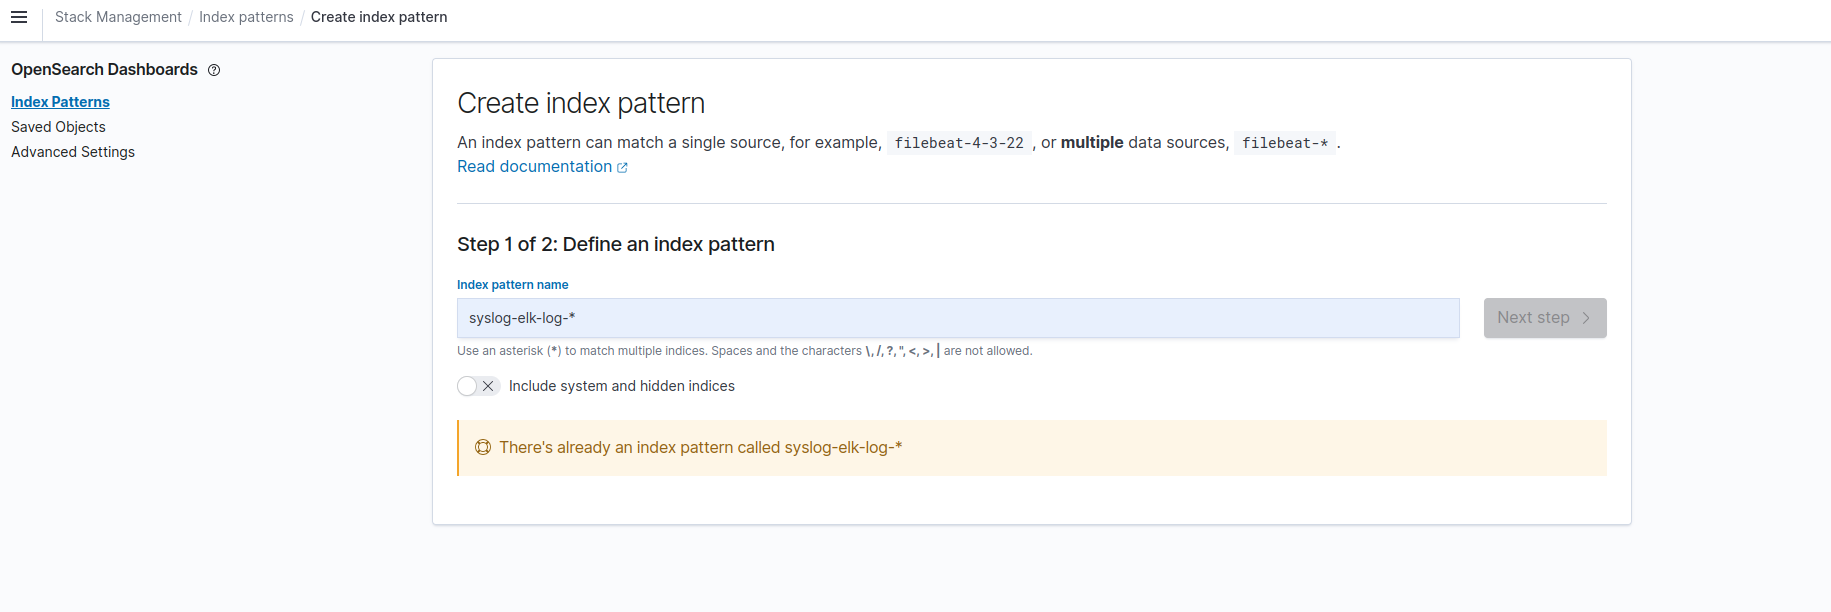 Stack Management / Index patterns / Create index pattern
OpenSearch Dashboards
Index Patterns
Saved Objects
Advanced Settings
Create index pattern
An index pattern can match a single source, for example, filebeat-4-3-22 , or multiple data sources, filebeat-* .
Read documentation
Step 1 of 2: Define an index pattern
Index pattern name
syslog-elk-log-*
Next step
Use an asterisk (*) to match multiple indices. Spaces and the characters \, /, ?, ", <, >, | are not allowed.
Include system and hidden indices
There's already an index pattern called syslog-elk-log-*